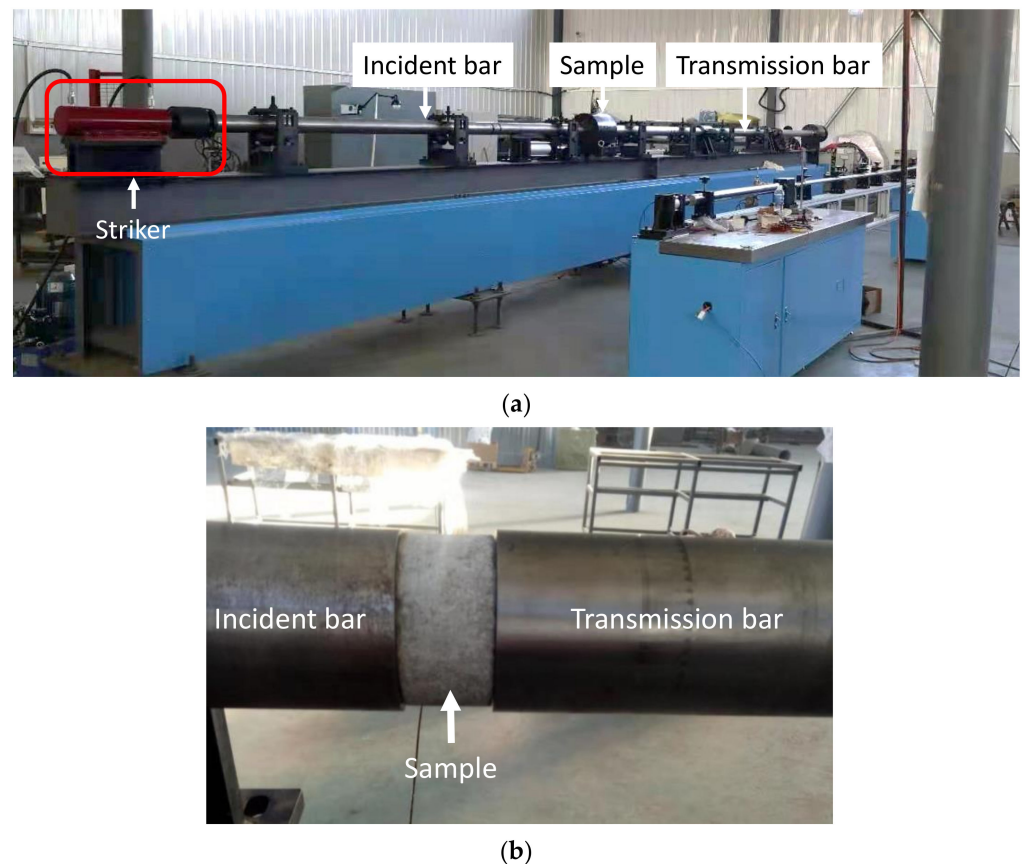 Incident bar
Sample
Transmission bar
Striker
(a)
Incident bar
Transmission bar
Sample
(b)